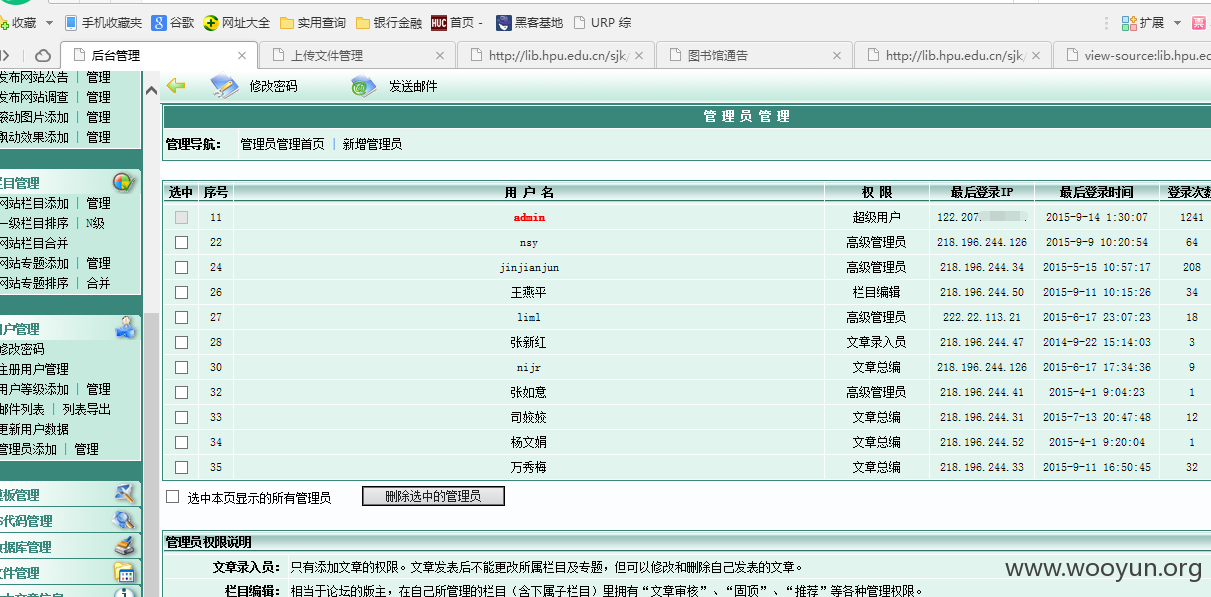 收藏 手机收藏夹 谷歌 网址大全 实用查询 银行金融 HUC 首页 - 黑客基地 URP 综 扩展 票
后台管理 上传文件管理 http://lib.hpu.edu.cn/sjk 图书馆通告 http://lib.hpu.edu.cn/sjk view-source:lib.hpu.ec
修改密码 发送邮件
发布网站公告 | 管理
发布网站调查 | 管理
滚动图片添加 | 管理
飘动效果添加 | 管理
栏目管理
网站栏目添加 | 管理
一级栏目排序 | N级
网站栏目合并
网站专题添加 | 管理
网站专题排序 | 合并
用户管理
修改密码
注册用户管理
用户等级添加 | 管理
邮件列表 | 列表导出
更新用户数据
管理员添加 | 管理
模板管理
JS代码管理
数据库管理
文件管理
管 理 员 管 理
管理导航： 管理员管理首页 | 新增管理员
选中 序号 用 户 名 权 限 最后登录IP 最后登录时间 登录次数
11 admin 超级用户 122.207. . 2015-9-14 1:30:07 1241
22 nsy 高级管理员 218.196.244.126 2015-9-9 10:20:54 64
24 jinjianjun 高级管理员 218.196.244.34 2015-5-15 10:57:17 208
26 王燕平 栏目编辑 218.196.244.50 2015-9-11 10:15:26 34
27 liml 高级管理员 222.22.113.21 2015-6-17 23:07:23 18
28 张新红 文章录入员 218.196.244.47 2014-9-22 15:14:03 3
30 nijr 文章总编 218.196.244.126 2015-6-17 17:34:36 9
32 张如意 高级管理员 218.196.244.41 2015-4-1 9:04:23 1
33 司姣姣 文章总编 218.196.244.31 2015-7-13 20:47:48 12
34 杨文娟 文章总编 218.196.244.52 2015-4-1 9:20:04 1
35 万秀梅 文章总编 218.196.244.33 2015-9-11 16:50:45 32
选中本页显示的所有管理员 删除选中的管理员
管理员权限说明
文章录入员： 只有添加文章的权限。文章发表后不能更改所属栏目及专题，但可以修改和删除自己发表的文章。
栏目编辑： 相当于论坛的版主，在自己所管理的栏目（含下属子栏目）里拥有“文章审核”、“固顶”、“推荐”等各种管理权限。
www.wooyun.org